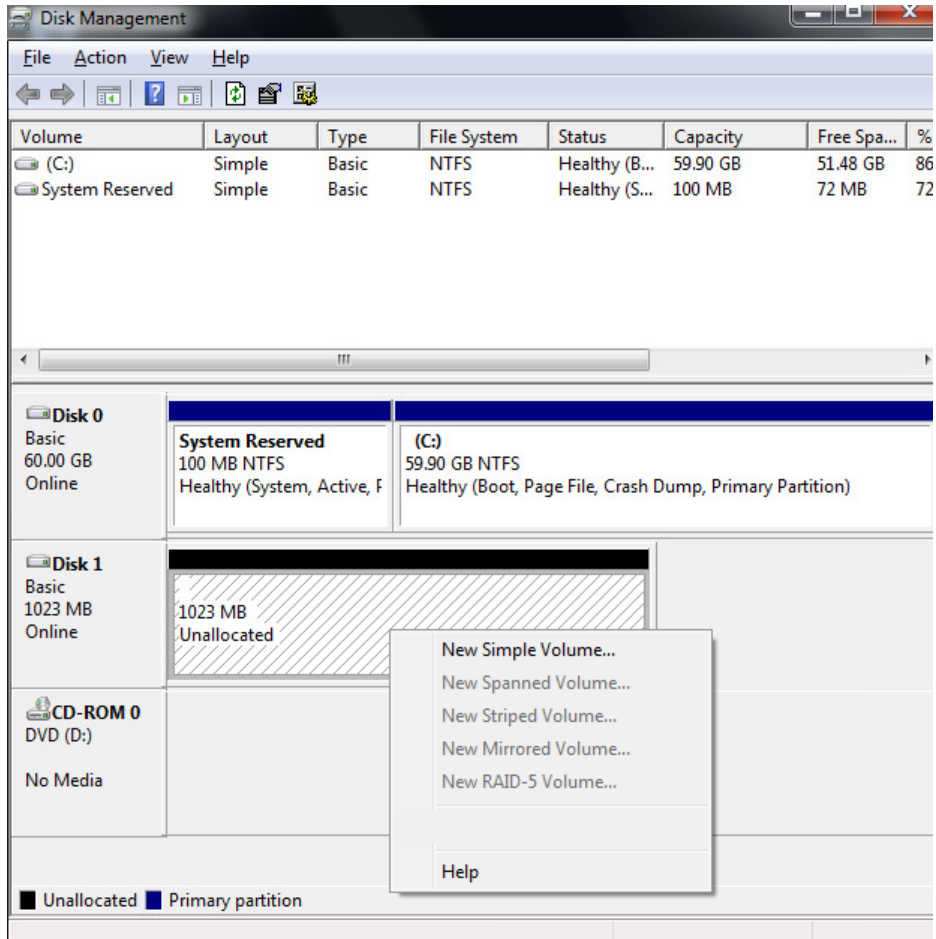 Disk Management
File Action View Help
Volume Layout Type File System Status Capacity Free Spa... %
(C:) Simple Basic NTFS Healthy (B... 59.90 GB 51.48 GB 86
System Reserved Simple Basic NTFS Healthy (S... 100 MB 72 MB 72
Disk 0
Basic
60.00 GB
Online
System Reserved
100 MB NTFS
Healthy (System, Active, P
(C:)
59.90 GB NTFS
Healthy (Boot, Page File, Crash Dump, Primary Partition)
Disk 1
Basic
1023 MB
Online
1023 MB
Unallocated
New Simple Volume...
New Spanned Volume...
New Striped Volume...
New Mirrored Volume...
New RAID-5 Volume...
Help
CD-ROM 0
DVD (D:)
No Media
Unallocated Primary partition